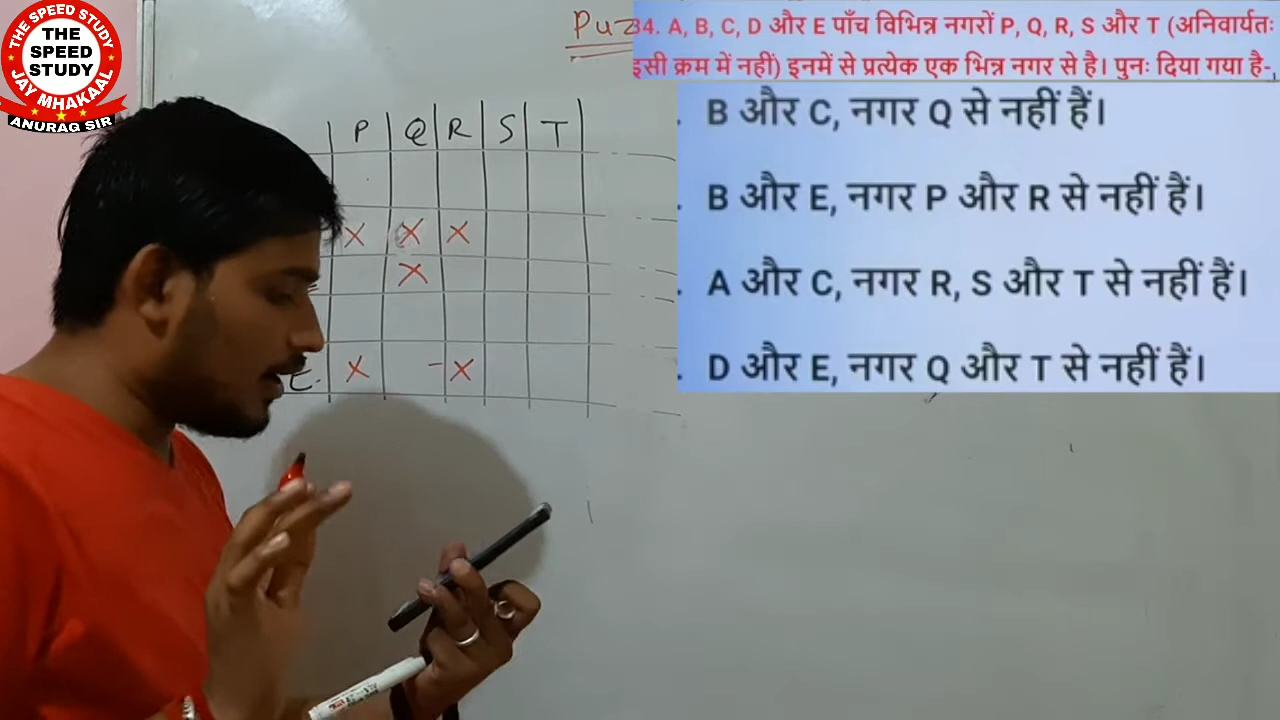 THE SPEED STUDY
THE
SPEED
STUDY
JAY MHAKAAL
ANURAG SIR
34. A, B, C, D और E पाँच विभिन्न नगरों P, Q, R, S और T (अनिवार्यतः
इसी क्रम में नहीं) इनमें से प्रत्येक एक भिन्न नगर से है। पुनः दिया गया है-
B और C, नगर Q से नहीं हैं।
B और E, नगर P और R से नहीं हैं।
A और C, नगर R, S और T से नहीं हैं।
D और E, नगर Q और T से नहीं हैं।
P Q R S T
X X X
X
E. X - X